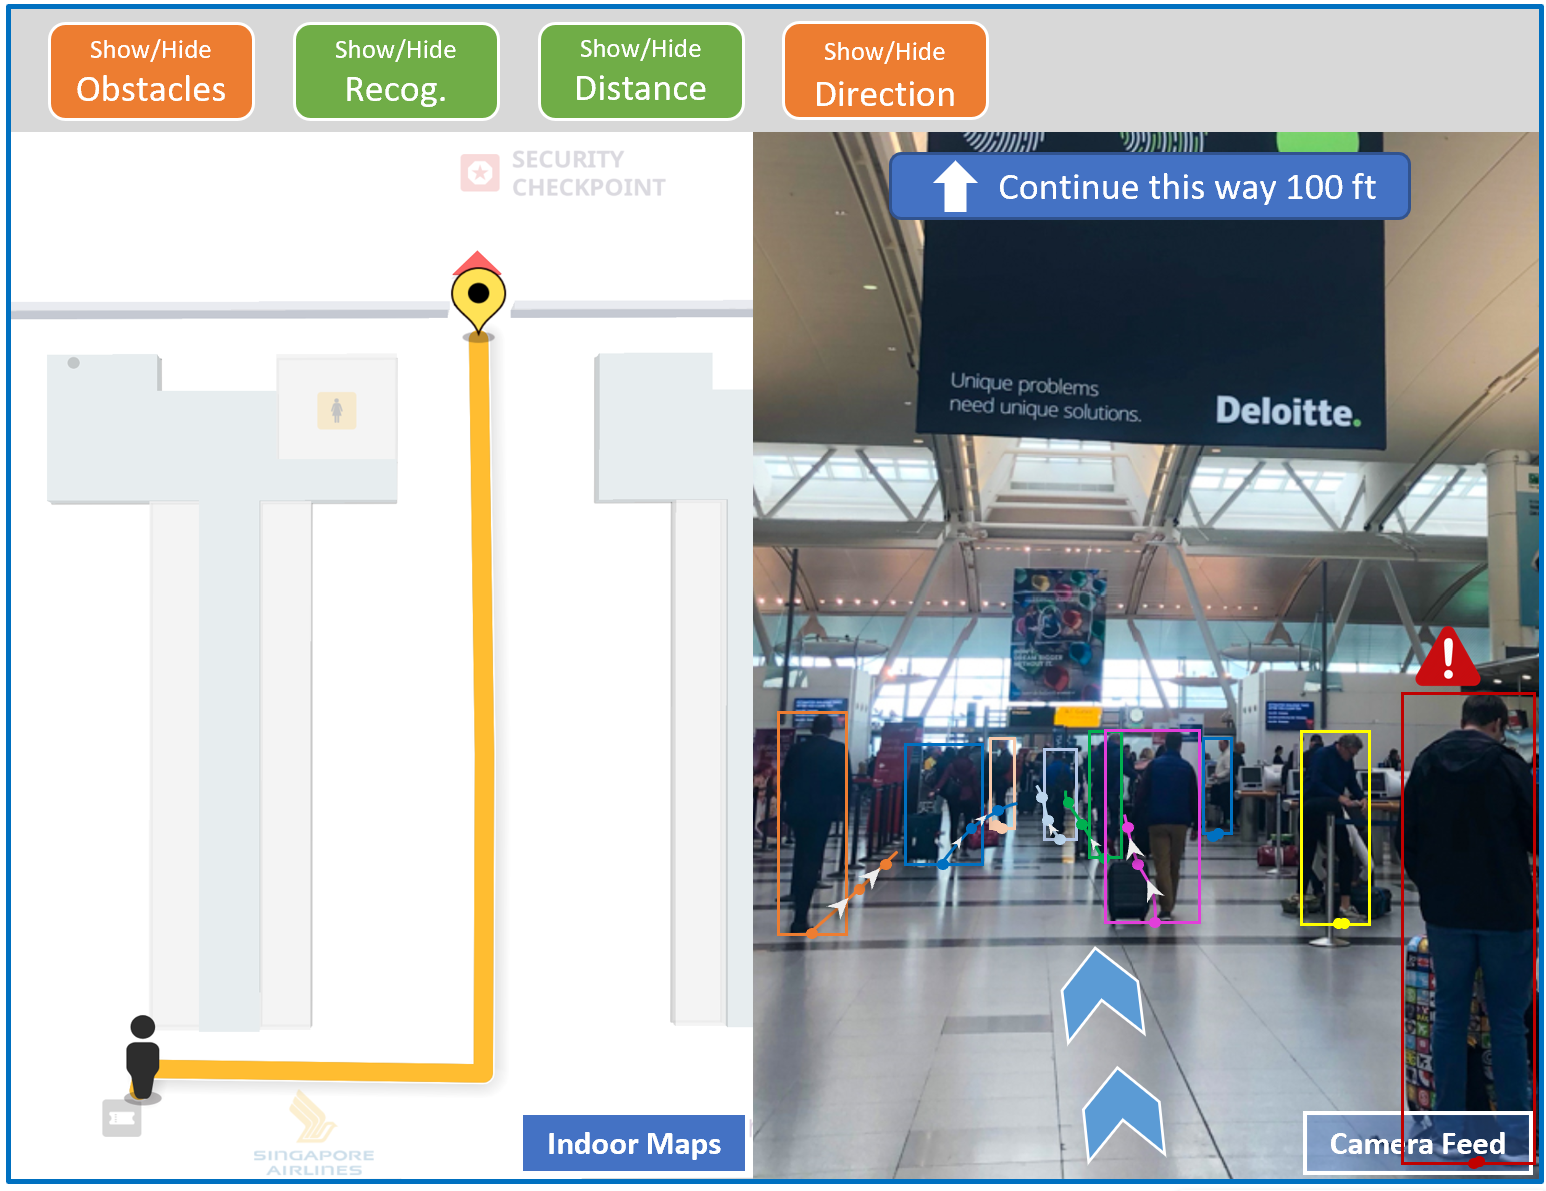 Show/Hide
Obstacles
Show/Hide
Recog.
Show/Hide
Distance
Show/Hide
Direction
SECURITY
CHECKPOINT
SINGAPORE
AIRLINES
Indoor Maps
Continue this way 100 ft
Unique problems
need unique solutions.
Deloitte.
Camera Feed